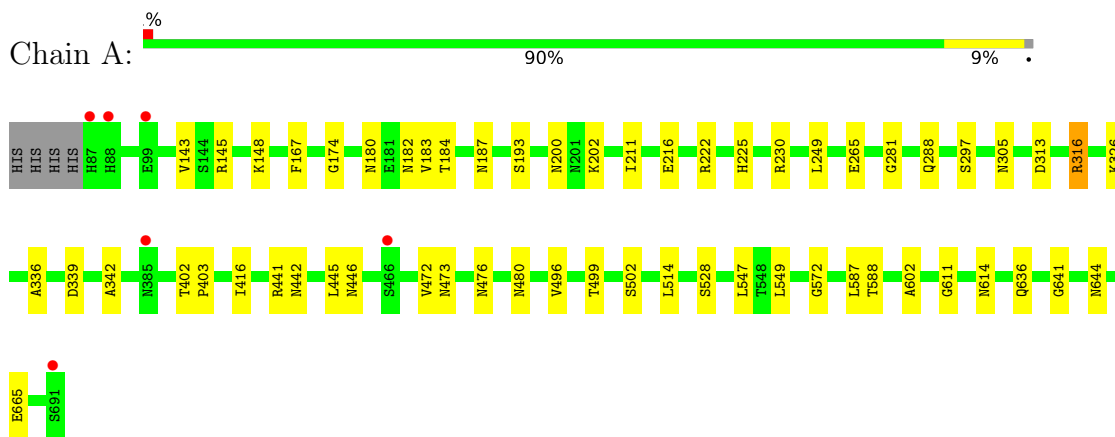 .%
Chain A:
90% 9% .
HIS HIS HIS HIS H87 H88 E99 V143 S144 R145 K148 F167 G174 N180 E181 N182 V183 T184 N187 S193 N200 N201 K202 I211 E216 R222 H225 R230 L249 E265 G281 Q288 S297 N305 D313 R316 K326
A336 D339 A342 N385 T402 P403 I416 R441 N442 L445 N446 S466 V472 N473 N476 N480 V496 T499 S502 L514 S528 L547 T548 L549 G572 L587 T588 A602 G611 N614 Q636 G641 N644
E665 S691